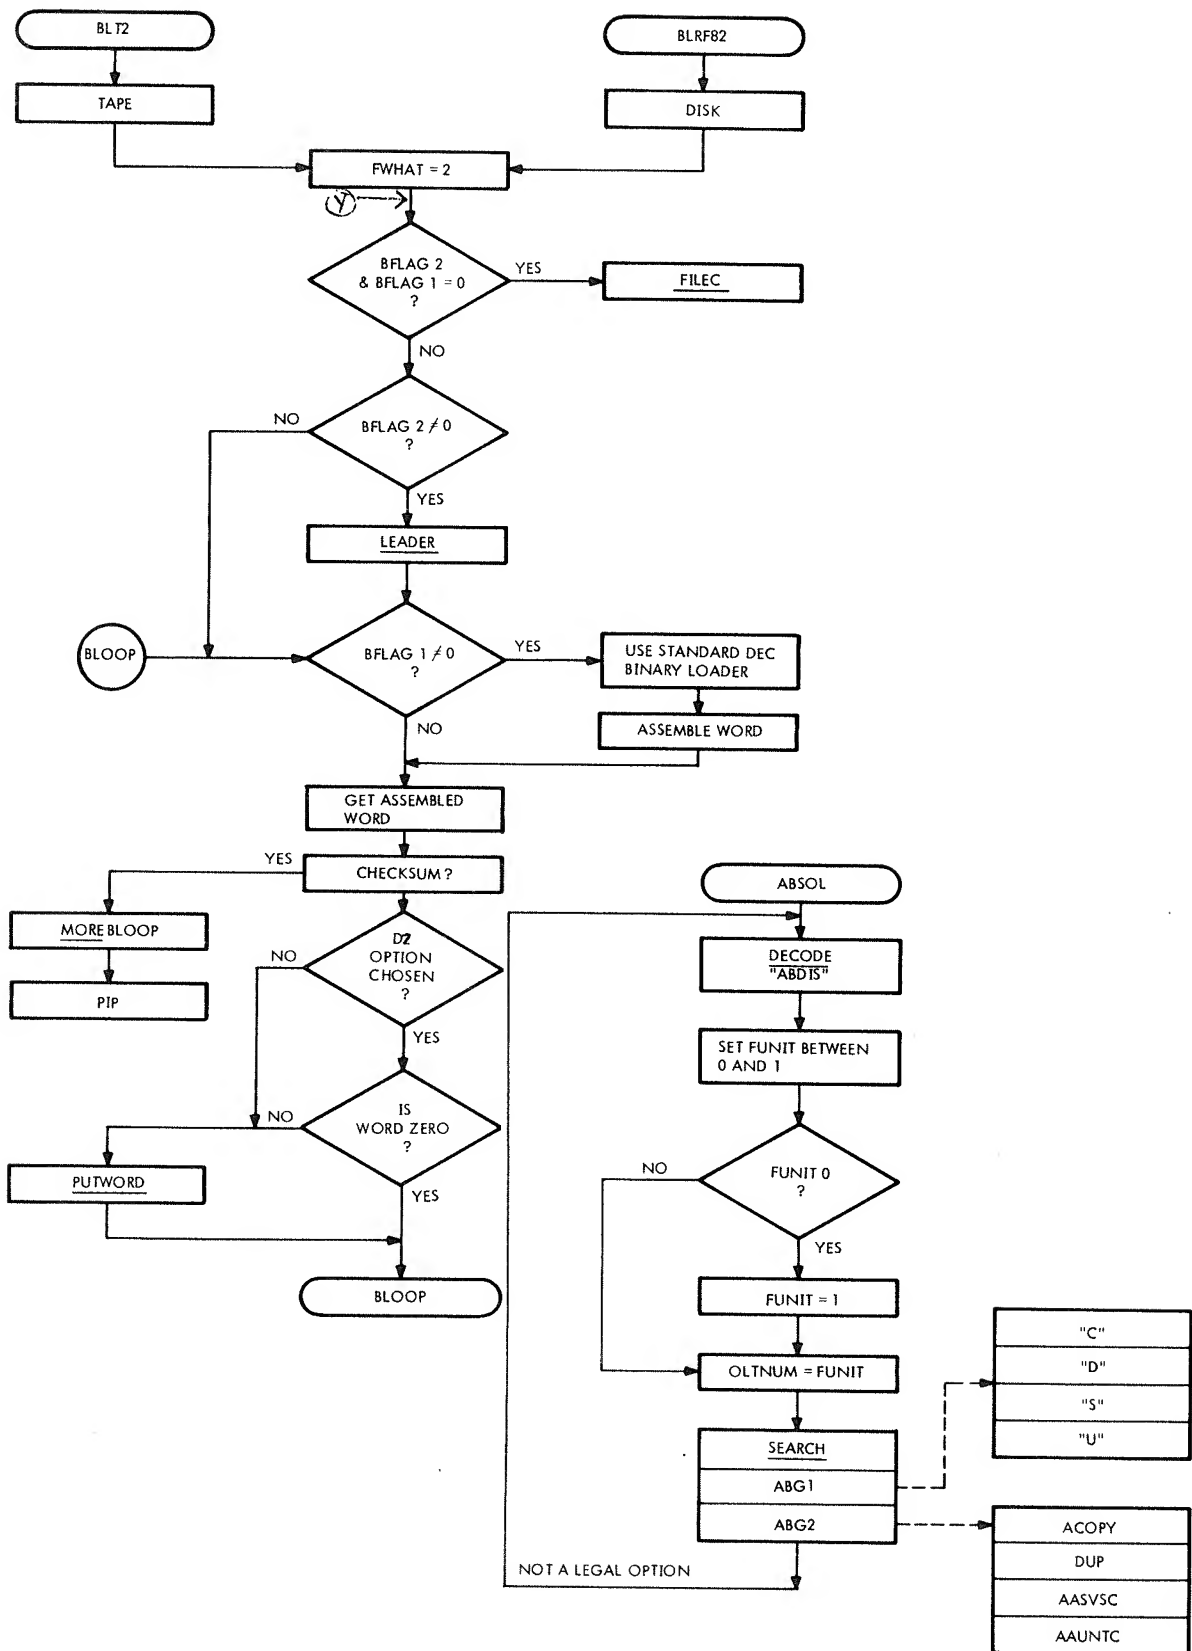 BLT2
BLRF82
TAPE
DISK
FWHAT = 2
Y
BFLAG 2
& BFLAG 1 = 0
?
YES
FILEC
NO
BFLAG 2 ≠ 0
?
NO
YES
LEADER
BLOOP
BFLAG 1 ≠ 0
?
YES
USE STANDARD DEC
BINARY LOADER
NO
ASSEMBLE WORD
GET ASSEMBLED
WORD
CHECKSUM?
YES
MOREBLOOP
PIP
D2
OPTION
CHOSEN
?
NO
YES
IS
WORD ZERO
?
NO
PUTWORD
YES
BLOOP
ABSOL
DECODE
"ABDIS"
SET FUNIT BETWEEN
0 AND 1
FUNIT 0
?
NO
YES
FUNIT = 1
OLTNUM = FUNIT
SEARCH
ABG1
ABG2
NOT A LEGAL OPTION
"C"
"D"
"S"
"U"
ACOPY
DUP
AASVSC
AAUNTC